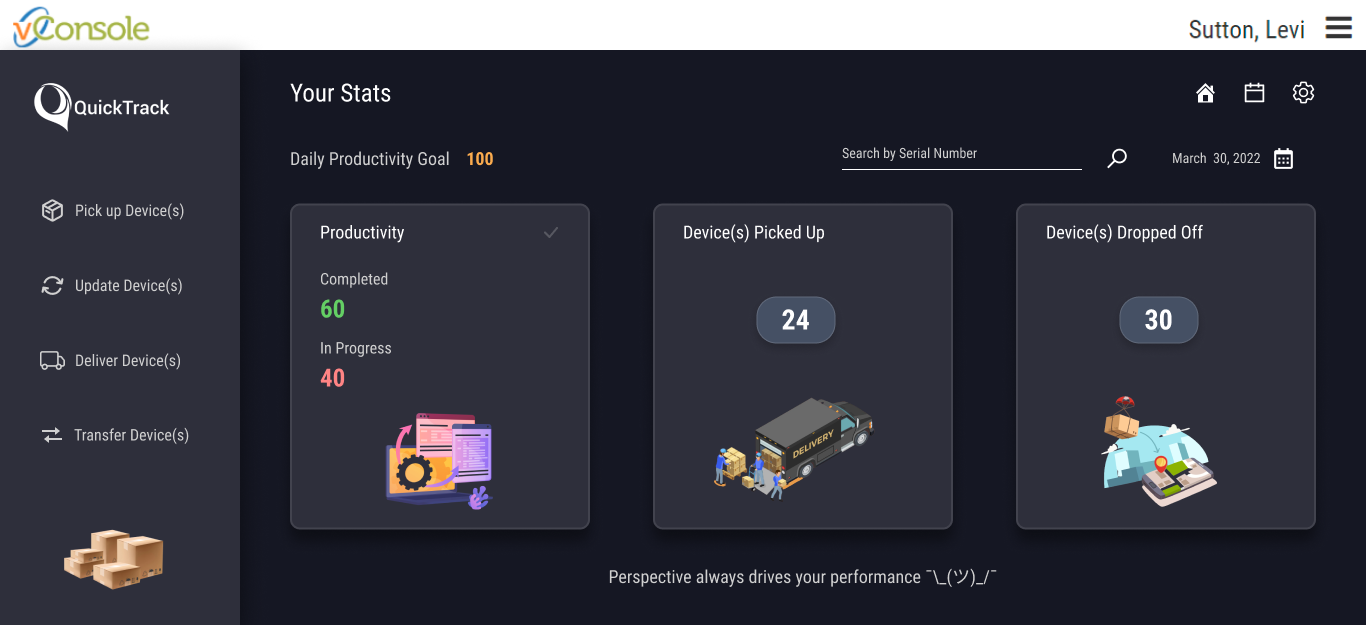 vConsole
Sutton, Levi
QuickTrack
Your Stats
Daily Productivity Goal 100
Search by Serial Number
March 30, 2022
Pick up Device(s)
Update Device(s)
Deliver Device(s)
Transfer Device(s)
Productivity
Completed
60
In Progress
40
Device(s) Picked Up
24
DELIVERY
Device(s) Dropped Off
30
Perspective always drives your performance ¯\_(ツ)_/¯